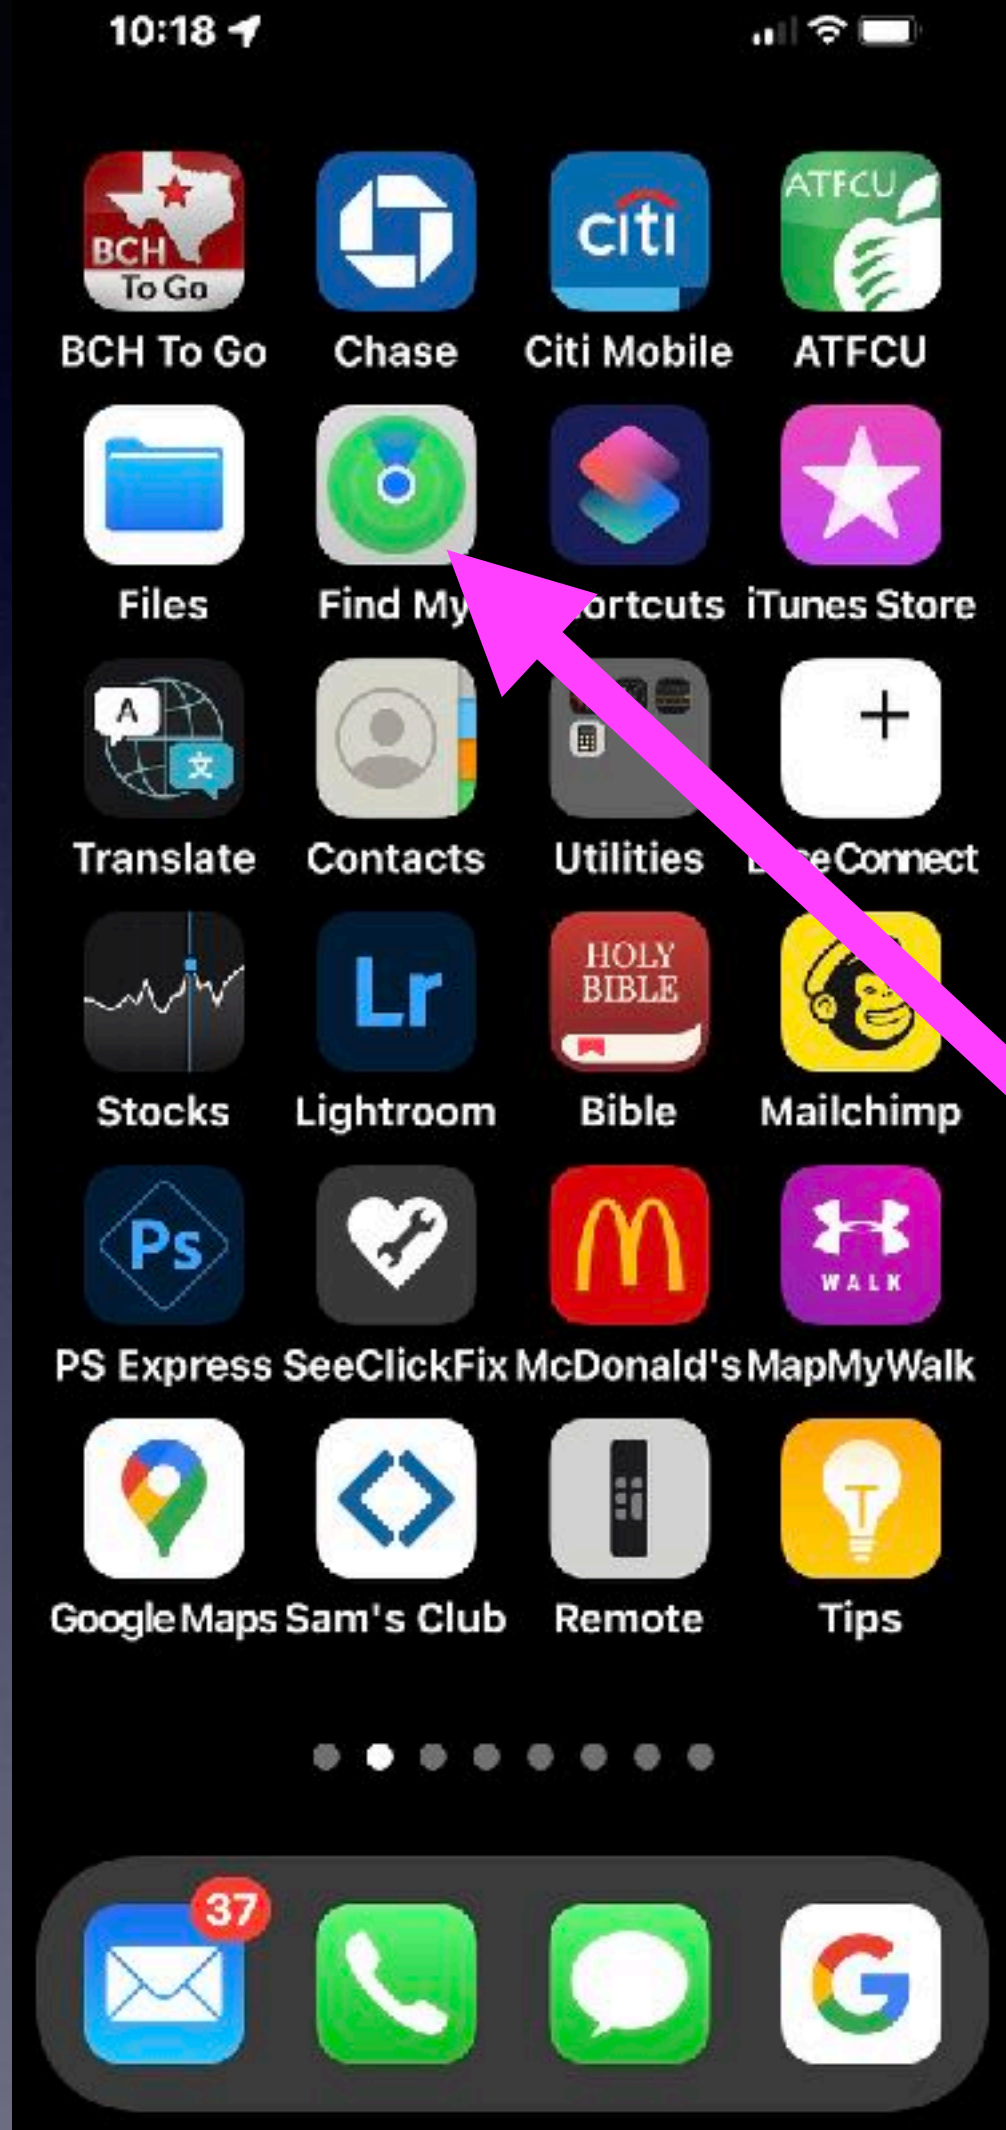 10:18
BCH
To Go
citi
ATFCU
BCH To Go Chase Citi Mobile ATFCU
Files Find My ortcuts iTunes Store
A
文
Translate Contacts Utilities Connect
Lr
HOLY
BIBLE
Stocks Lightroom Bible Mailchimp
Ps
WALK
PS Express SeeClickFix McDonald's MapMyWalk
Google Maps Sam's Club Remote Tips
37
G